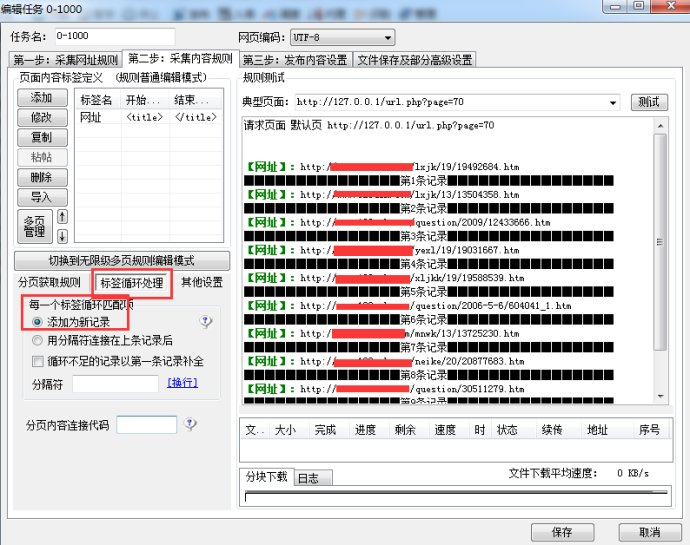 编辑任务 0-1000
任务名: 0-1000
网页编码: UTF-8
第一步: 采集网址规则
第二步: 采集内容规则
第三步: 发布内容设置
文件保存及部分高级设置
页面内容标签定义 (规则普通编辑模式)
添加
修改
复制
粘帖
删除
导入
多页管理
标签名 开始... 结束...
网址 <title> </title>
切换到无限级多页规则编辑模式
分页获取规则
标签循环处理
其他设置
每一个标签循环匹配项
添加为新记录
用分隔符连接在上条记录后
循环不足的记录以第一条记录补全
分隔符 [换行]
分页内容连接代码
规则测试
典型页面: http://127.0.0.1/url.php?page=70
测试
请求页面 默认页 http://127.0.0.1/url.php?page=70
【网址】: http:/ /lxjk/19/19492684.htm
第1条记录
【网址】: http:/ /lxjk/13/13504358.htm
第2条记录
【网址】: http:/ /question/2009/12433666.htm
第3条记录
【网址】: http:/ /yexl/19/19031667.htm
第4条记录
【网址】: http:/ /xljkk/19/19588539.htm
第5条记录
【网址】: http:/ /question/2006-5-6/604041_1.htm
第6条记录
【网址】: http:/ /mnwk/13/13725230.htm
第7条记录
【网址】: http:/ /neike/20/20877683.htm
第8条记录
【网址】: http:/ /question/30511279.htm
第9条记录
文.. 大小 完成 进度 剩余 速度 时 状态 续传 地址 序号
分块下载
日志
文件下载平均速度: 0 KB/s
保存
取消